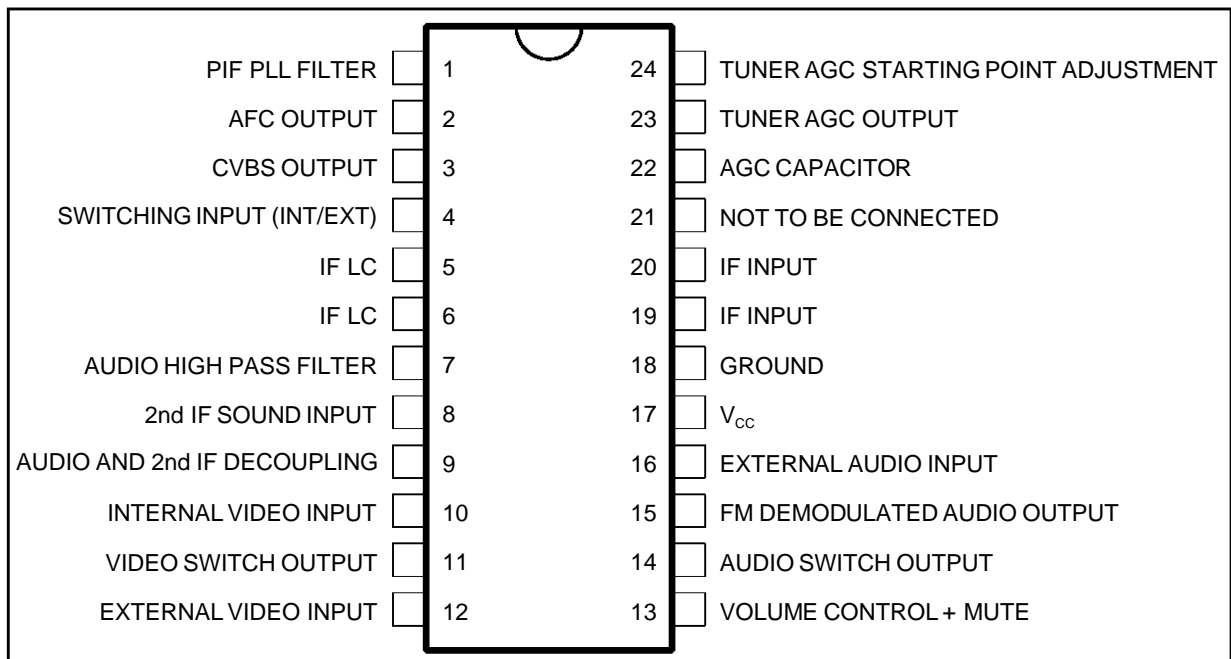 PIF PLL FILTER 1 24 TUNER AGC STARTING POINT ADJUSTMENT
AFC OUTPUT 2 23 TUNER AGC OUTPUT
CVBS OUTPUT 3 22 AGC CAPACITOR
SWITCHING INPUT (INT/EXT) 4 21 NOT TO BE CONNECTED
IF LC 5 20 IF INPUT
IF LC 6 19 IF INPUT
AUDIO HIGH PASS FILTER 7 18 GROUND
2nd IF SOUND INPUT 8 17 VCC
AUDIO AND 2nd IF DECOUPLING 9 16 EXTERNAL AUDIO INPUT
INTERNAL VIDEO INPUT 10 15 FM DEMODULATED AUDIO OUTPUT
VIDEO SWITCH OUTPUT 11 14 AUDIO SWITCH OUTPUT
EXTERNAL VIDEO INPUT 12 13 VOLUME CONTROL + MUTE